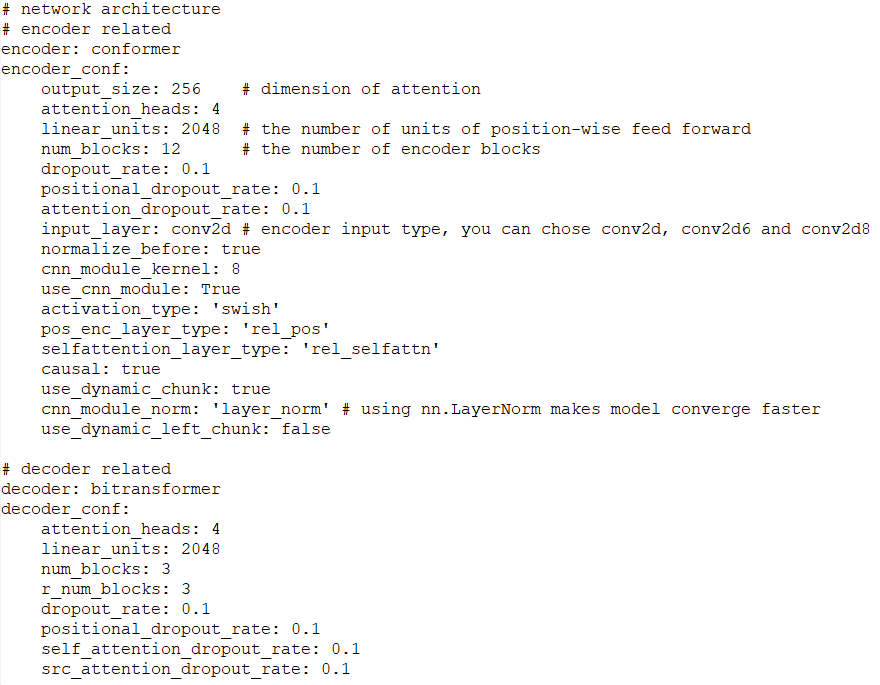 # network architecture
# encoder related
encoder: conformer
encoder_conf:
    output_size: 256    # dimension of attention
    attention_heads: 4
    linear_units: 2048  # the number of units of position-wise feed forward
    num_blocks: 12      # the number of encoder blocks
    dropout_rate: 0.1
    positional_dropout_rate: 0.1
    attention_dropout_rate: 0.1
    input_layer: conv2d # encoder input type, you can chose conv2d, conv2d6 and conv2d8
    normalize_before: true
    cnn_module_kernel: 8
    use_cnn_module: True
    activation_type: 'swish'
    pos_enc_layer_type: 'rel_pos'
    selfattention_layer_type: 'rel_selfattn'
    causal: true
    use_dynamic_chunk: true
    cnn_module_norm: 'layer_norm' # using nn.LayerNorm makes model converge faster
    use_dynamic_left_chunk: false

# decoder related
decoder: bitransformer
decoder_conf:
    attention_heads: 4
    linear_units: 2048
    num_blocks: 3
    r_num_blocks: 3
    dropout_rate: 0.1
    positional_dropout_rate: 0.1
    self_attention_dropout_rate: 0.1
    src_attention_dropout_rate: 0.1